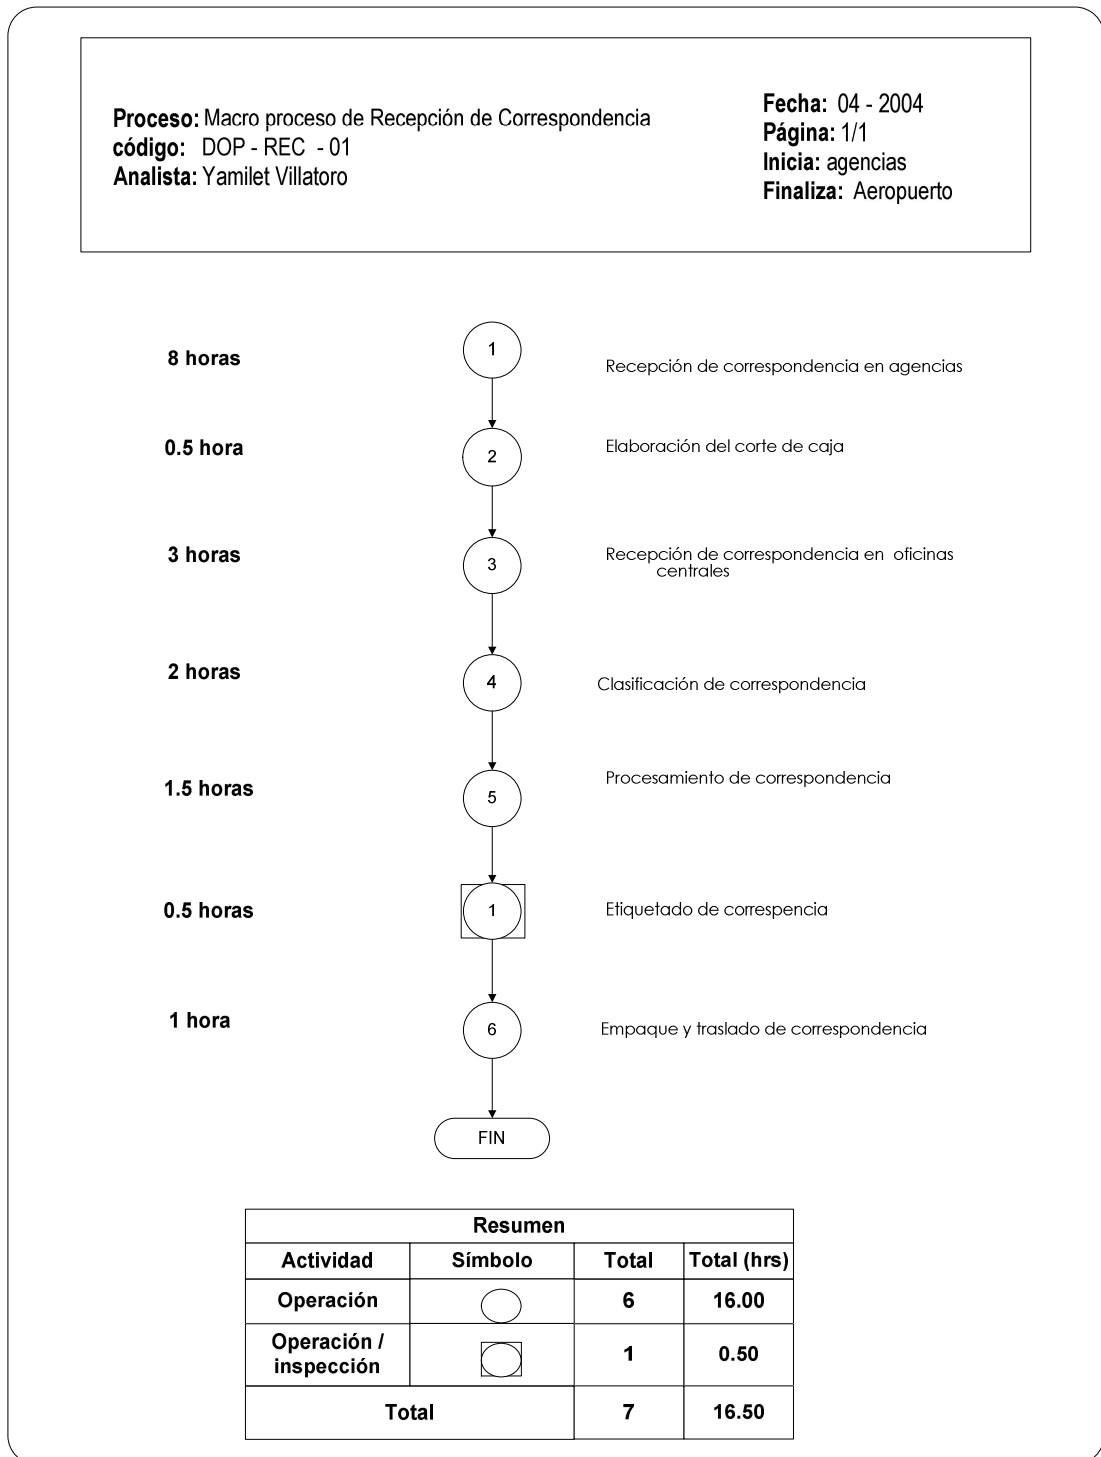 Proceso: Macro proceso de Recepción de Correspondencia
código: DOP - REC - 01
Analista: Yamilet Villatoro
Fecha: 04 - 2004
Página: 1/1
Inicia: agencias
Finaliza: Aeropuerto
8 horas
1
Recepción de correspondencia en agencias
0.5 hora
2
Elaboración del corte de caja
3 horas
3
Recepción de correspondencia en oficinas
centrales
2 horas
4
Clasificación de correspondencia
1.5 horas
5
Procesamiento de correspondencia
0.5 horas
1
Etiquetado de correspencia
1 hora
6
Empaque y traslado de correspondencia
FIN
Resumen
Actividad Símbolo Total Total (hrs)
Operación 6 16.00
Operación /
inspección 1 0.50
Total 7 16.50